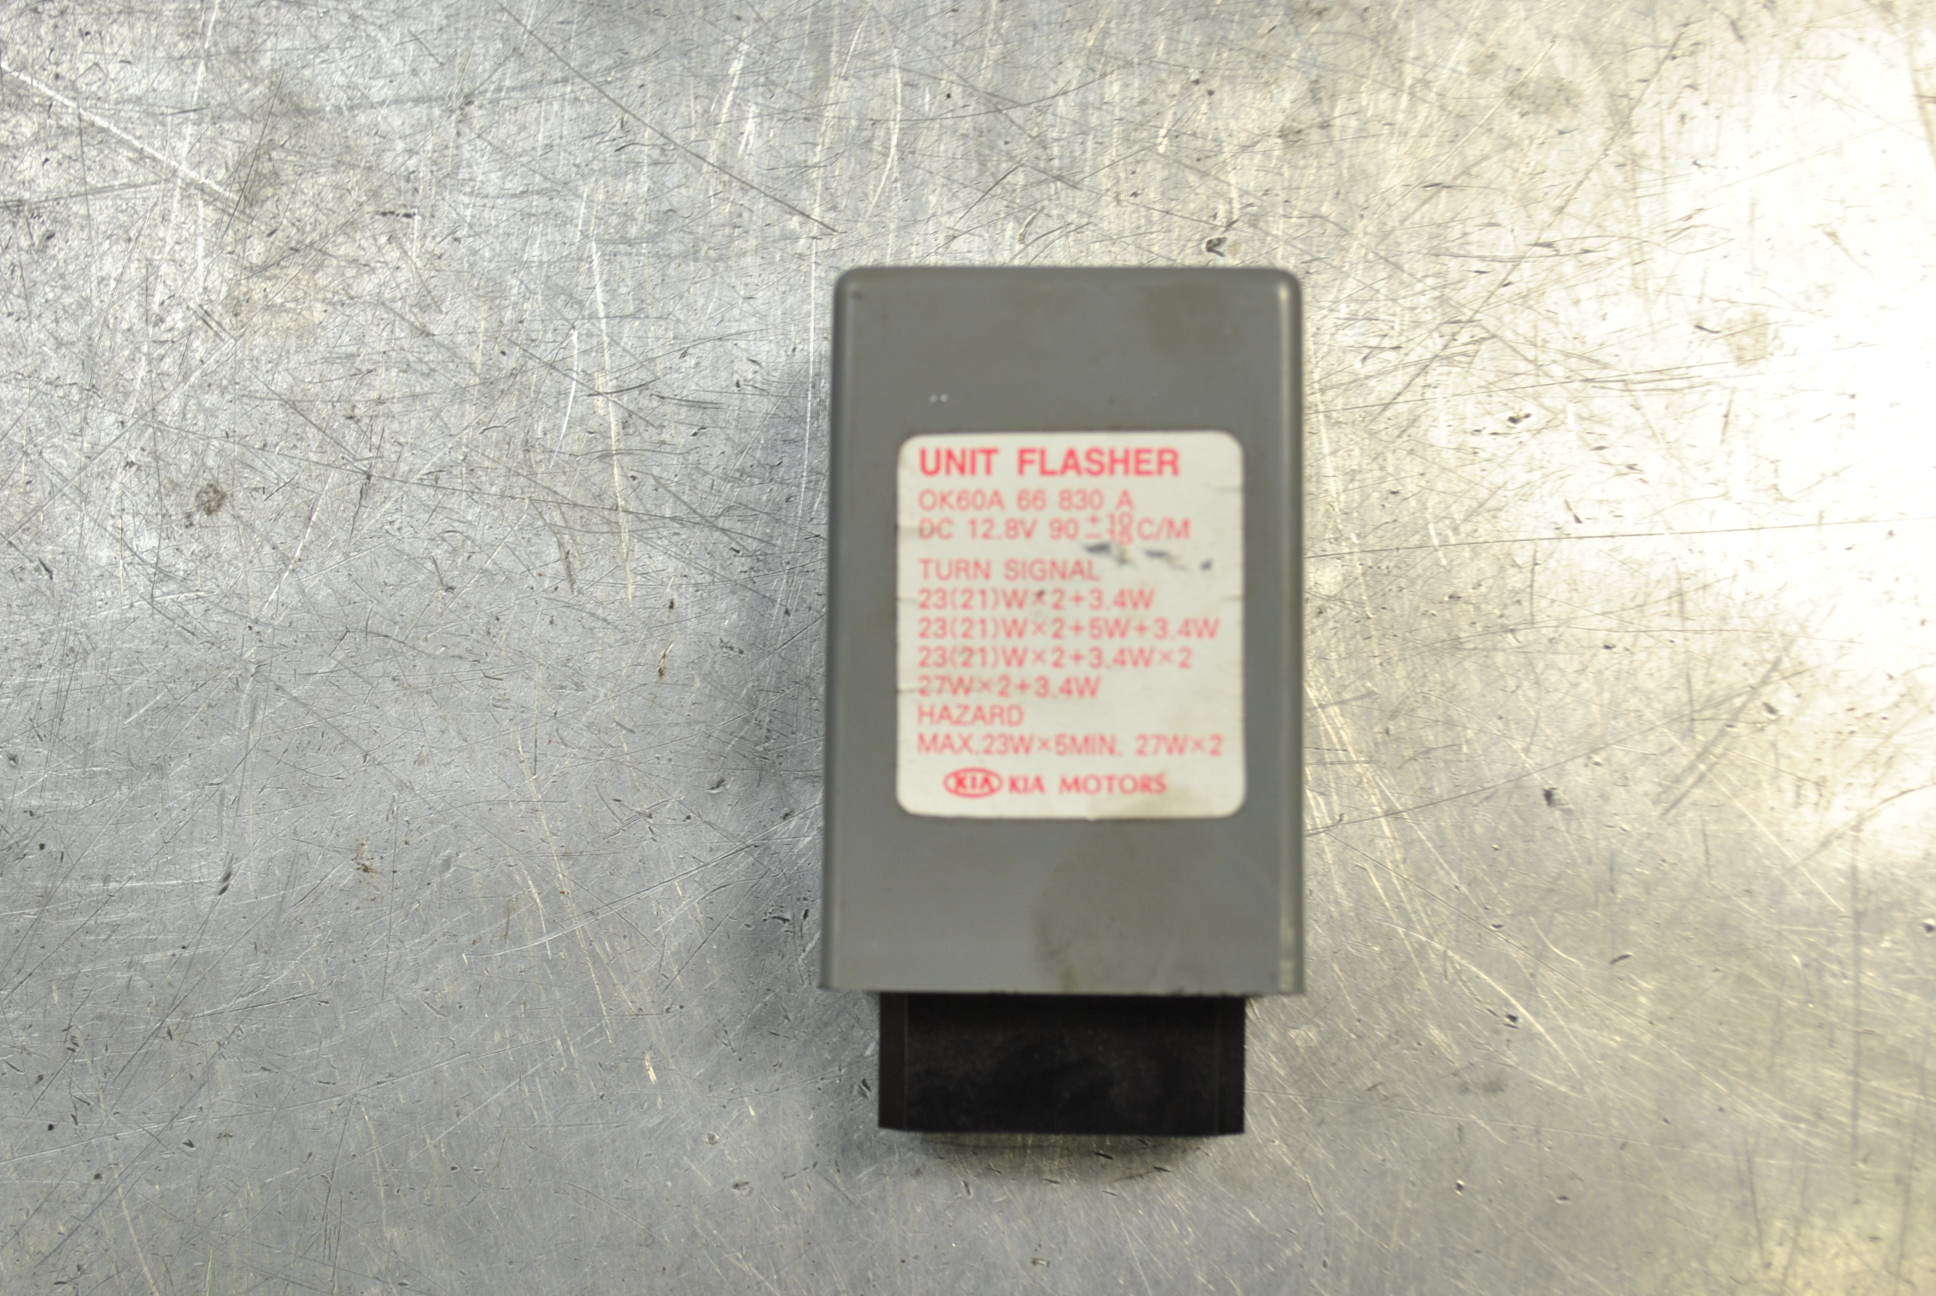 UNIT FLASHER
OK60A 66 830 A
DC 12.8V 90 +10 -10 C/M
TURN SIGNAL
23(21)W×2+3.4W
23(21)W×2+5W+3.4W
23(21)W×2+3.4W×2
27W×2+3.4W
HAZARD
MAX.23W×5MIN. 27W×2
KIA KIA MOTORS